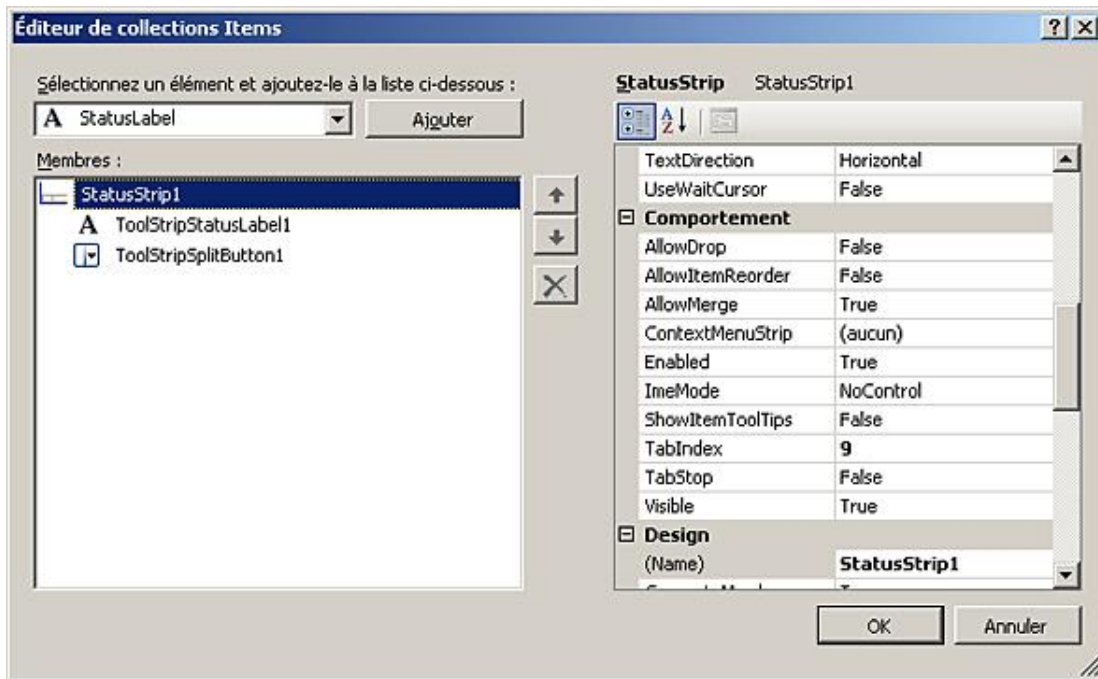 Éditeur de collections Items
Sélectionnez un élément et ajoutez-le à la liste ci-dessous :
A StatusLabel
Ajouter
Membres :
StatusStrip1
A ToolStripStatusLabel1
ToolStripSplitButton1
StatusStrip StatusStrip1
TextDirection Horizontal
UseWaitCursor False
Comportement
AllowDrop False
AllowItemReorder False
AllowMerge True
ContextMenuStrip (aucun)
Enabled True
ImeMode NoControl
ShowItemToolTips False
TabIndex 9
TabStop False
Visible True
Design
(Name) StatusStrip1
OK
Annuler